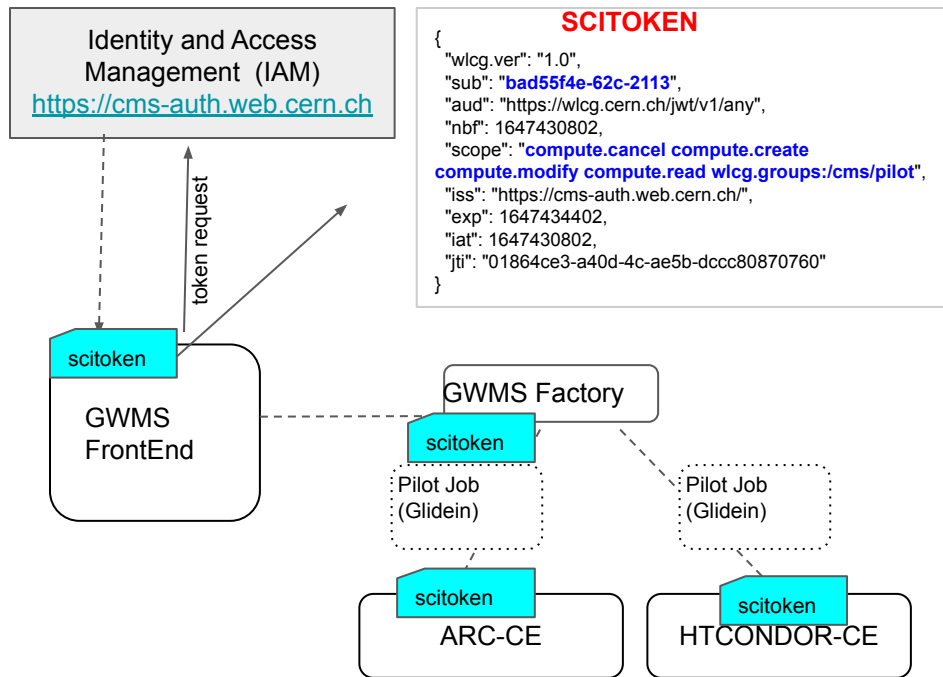 Identity and Access
Management  (IAM)
https://cms-auth.web.cern.ch
SCITOKEN
{
"wlcg.ver": "1.0",
"sub": "bad55f4e-62c-2113",
"aud": "https://wlcg.cern.ch/jwt/v1/any",
"nbf": 1647430802,
"scope": "compute.cancel compute.create
compute.modify compute.read wlcg.groups:/cms/pilot",
"iss": "https://cms-auth.web.cern.ch/",
"exp": 1647434402,
"iat": 1647430802,
"jti": "01864ce3-a40d-4c-ae5b-dccc80870760"
}
token request
scitoken
GWMS
FrontEnd
GWMS Factory
scitoken
Pilot Job
(Glidein)
Pilot Job
(Glidein)
scitoken
ARC-CE
scitoken
HTCONDOR-CE